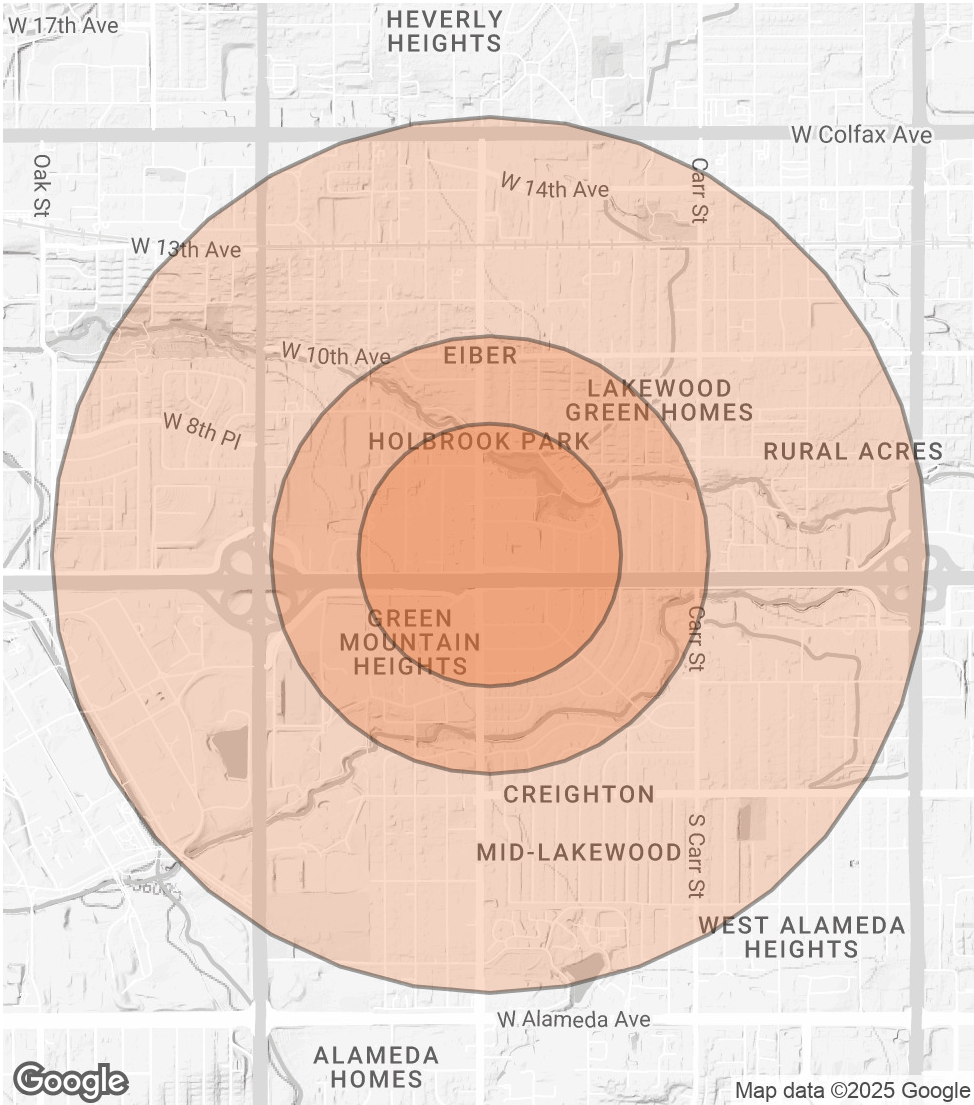 W 17th Ave
HEVERLY
HEIGHTS
W Colfax Ave
Oak St
Carr St
W 14th Ave
W 13th Ave
W 10th Ave
EIBER
LAKEWOOD
GREEN HOMES
W 8th Pl
HOLBROOK PARK
RURAL ACRES
GREEN
MOUNTAIN
HEIGHTS
Carr St
CREIGHTON
S Carr St
MID-LAKEWOOD
WEST ALAMEDA
HEIGHTS
W Alameda Ave
ALAMEDA
HOMES
Google
Map data ©2025 Google